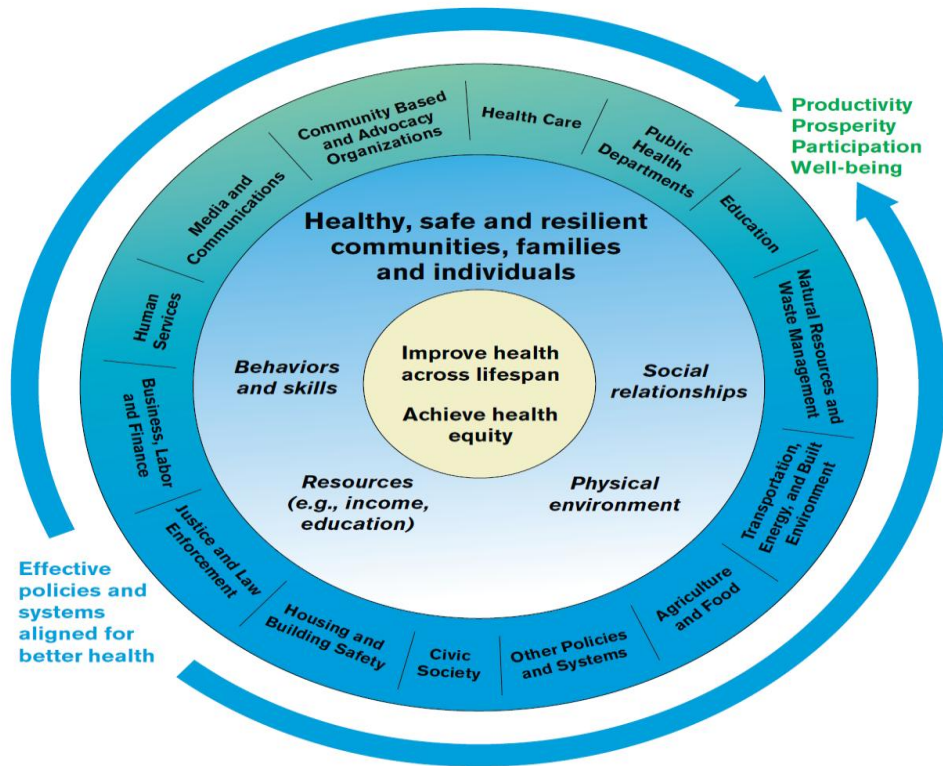 Productivity
Prosperity
Participation
Well-being
Community Based
and Advocacy
Organizations
Health Care
Public
Health
Departments
Education
Natural Resources and
Waste Management
Transportation,
Energy, and Built
Environment
Agriculture
and Food
Other Policies
and Systems
Civic
Society
Housing and
Building Safety
Justice and Law
Enforcement
Business, Labor
and Finance
Human
Services
Media and
Communications
Healthy, safe and resilient
communities, families
and individuals
Behaviors
and skills
Improve health
across lifespan
Achieve health
equity
Social
relationships
Resources
(e.g., income,
education)
Physical
environment
Effective
policies and
systems
aligned for
better health